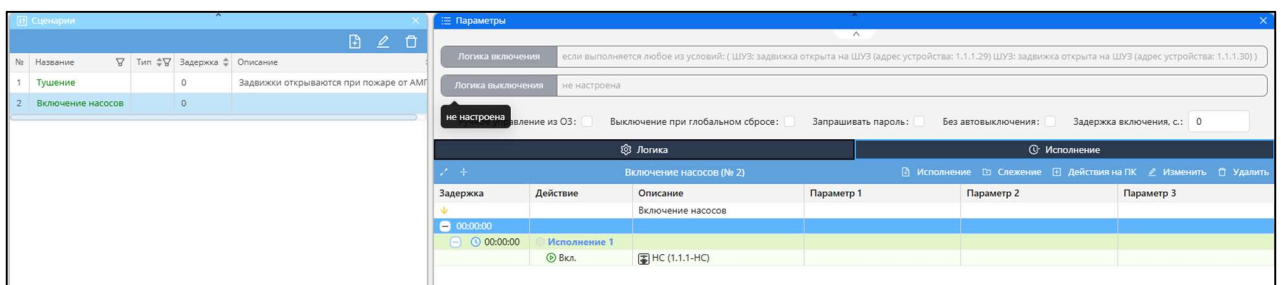 Сценарии
№ Название Тип Задержка Описание
1 Тушение 0 Задвижки открываются при пожаре от АМП
2 Включение насосов 0
Параметры
Логика включения если выполняется любое из условий: ( ШУЗ: задвижка открыта на ШУЗ (адрес устройства: 1.1.1.29) ШУЗ: задвижка открыта на ШУЗ (адрес устройства: 1.1.1.30) )
Логика выключения не настроена
не настроена
из ОЗ: Выключение при глобальном сбросе: Запрашивать пароль: Без автовыключения: Задержка включения, с.: 0
Логика Исполнение
Включение насосов (№ 2) Исполнение Слежение Действия на ПК Изменить Удалить
Задержка Действие Описание Параметр 1 Параметр 2 Параметр 3
Включение насосов
00:00:00
00:00:00 Исполнение 1
Вкл. НС (1.1.1-НС)